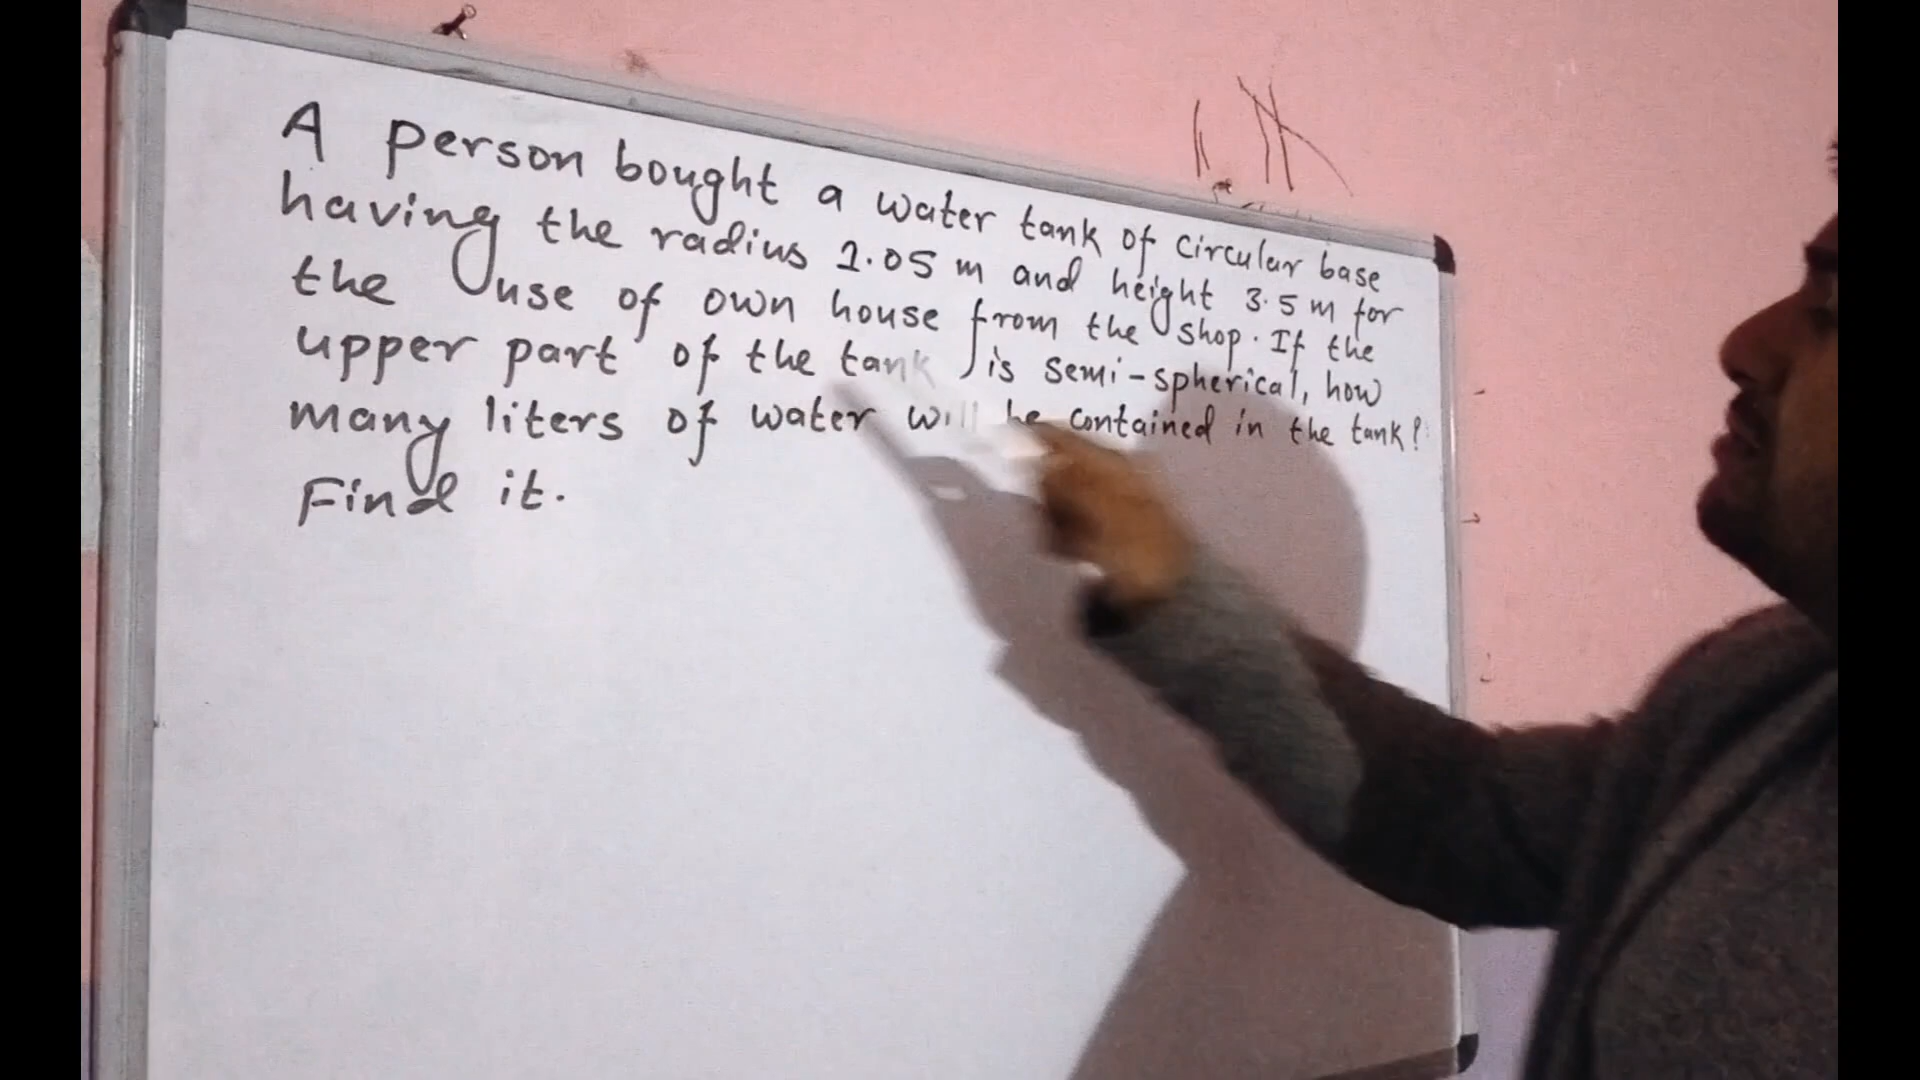 A person bought a water tank of circular base
having the radius 1.05 m and height 3.5 m for
the use of own house from the shop. If the
upper part of the tank is semi-spherical, how
many liters of water will be contained in the tank?
Find it.